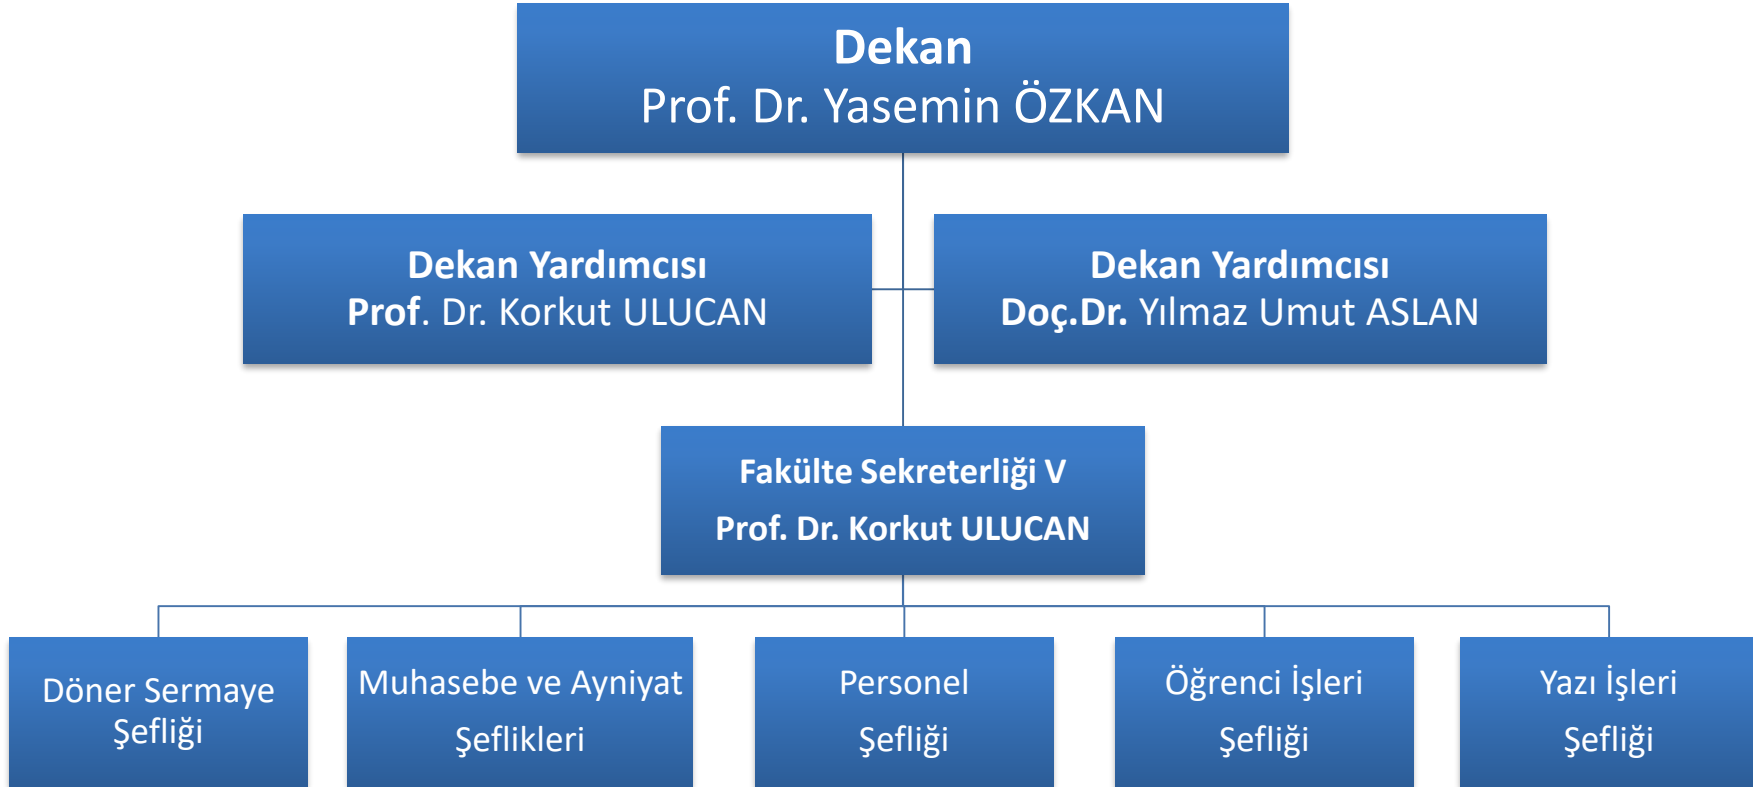 Dekan
Prof. Dr. Yasemin ÖZKAN
Dekan Yardımcısı
Prof. Dr. Korkut ULUCAN
Dekan Yardımcısı
Doç.Dr. Yılmaz Umut ASLAN
Fakülte Sekreterliği V
Prof. Dr. Korkut ULUCAN
Döner Sermaye
Şefliği
Muhasebe ve Ayniyat
Şeflikleri
Personel
Şefliği
Öğrenci İşleri
Şefliği
Yazı İşleri
Şefliği